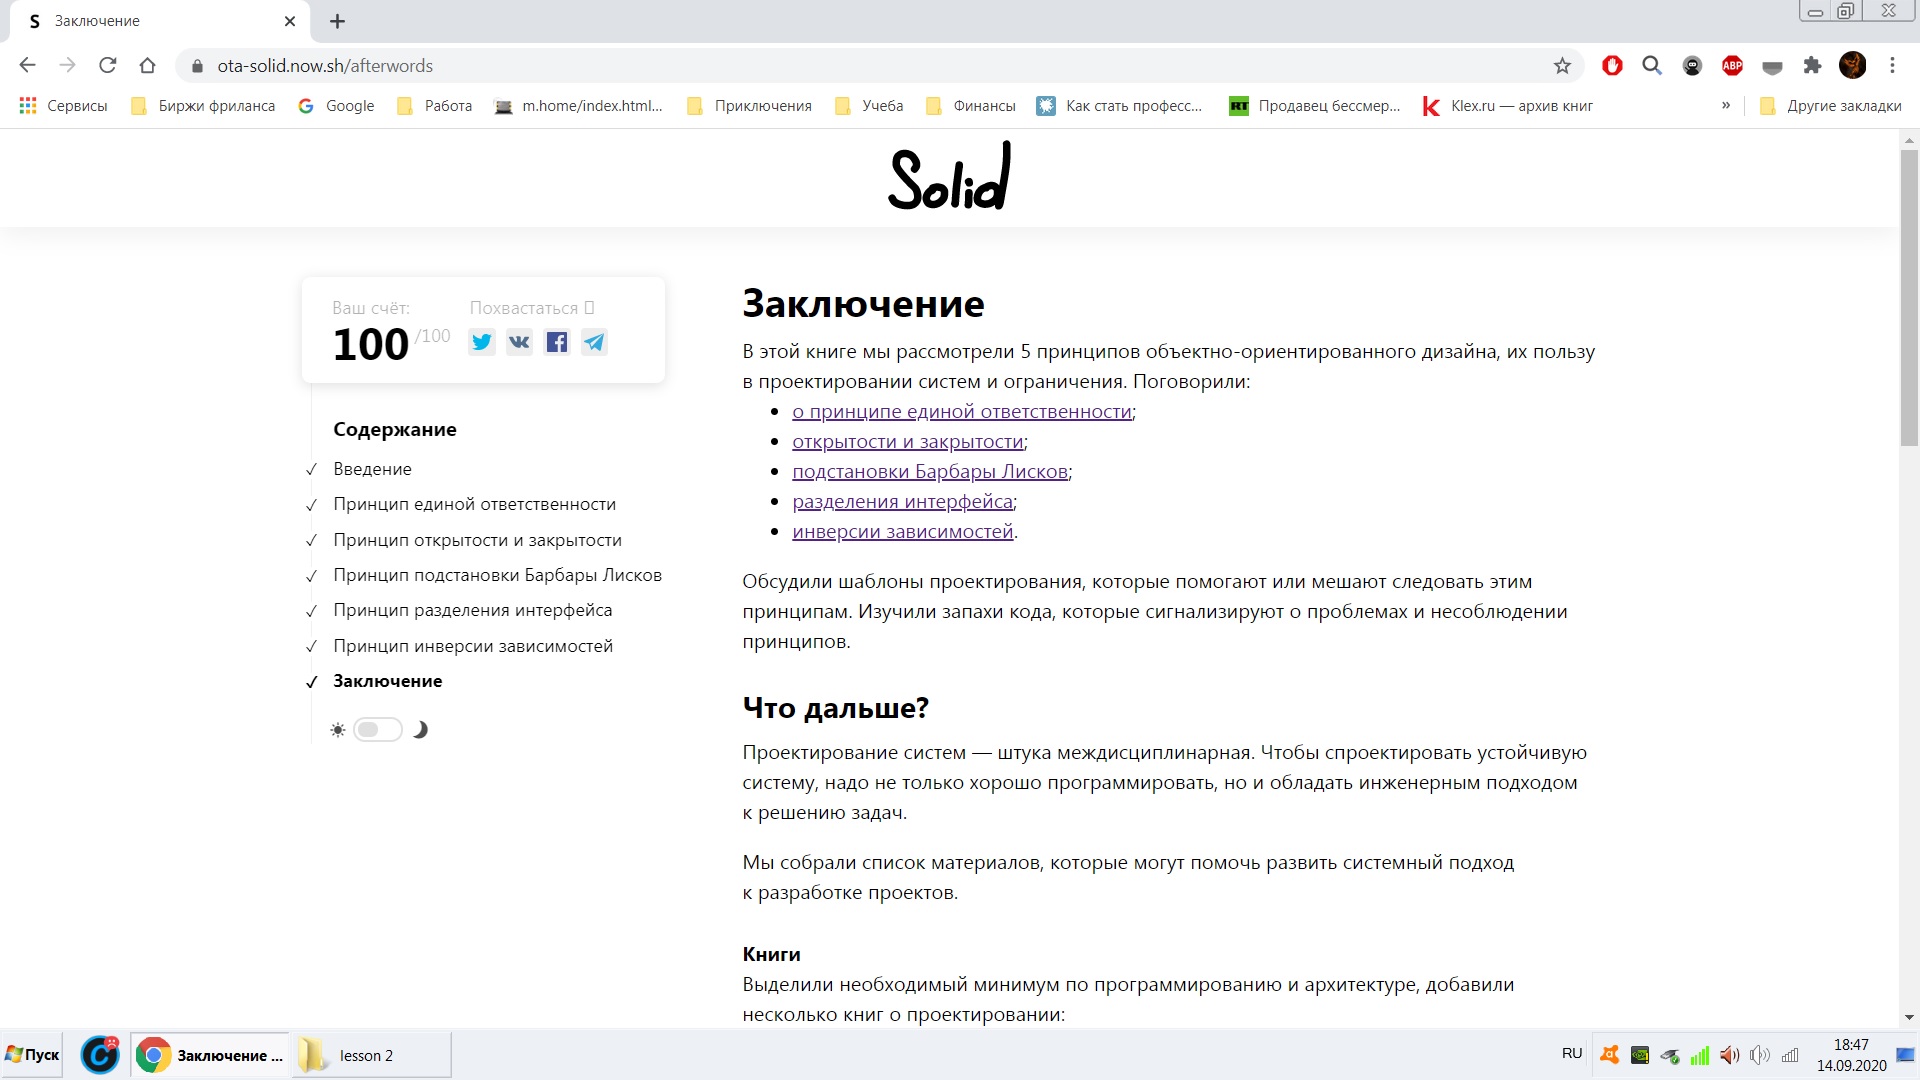 S Заключение
ota-solid.now.sh/afterwords
ABP
Сервисы Биржи фриланса Google Работа m.home/index.html... Приключения Учеба Финансы Как стать професс... RT Продавец бессмер... Klex.ru — архив книг » Другие закладки
Solid
Ваш счёт: Похвастаться
100 /100
Содержание
Введение
Принцип единой ответственности
Принцип открытости и закрытости
Принцип подстановки Барбары Лисков
Принцип разделения интерфейса
Принцип инверсии зависимостей
Заключение
Заключение
В этой книге мы рассмотрели 5 принципов объектно-ориентированного дизайна, их пользу
в проектировании систем и ограничения. Поговорили:
• о принципе единой ответственности;
• открытости и закрытости;
• подстановки Барбары Лисков;
• разделения интерфейса;
• инверсии зависимостей.
Обсудили шаблоны проектирования, которые помогают или мешают следовать этим
принципам. Изучили запахи кода, которые сигнализируют о проблемах и несоблюдении
принципов.
Что дальше?
Проектирование систем — штука междисциплинарная. Чтобы спроектировать устойчивую
систему, надо не только хорошо программировать, но и обладать инженерным подходом
к решению задач.
Мы собрали список материалов, которые могут помочь развить системный подход
к разработке проектов.
Книги
Выделили необходимый минимум по программированию и архитектуре, добавили
несколько книг о проектировании:
Пуск Заключение ... lesson 2 RU 18:47
14.09.2020